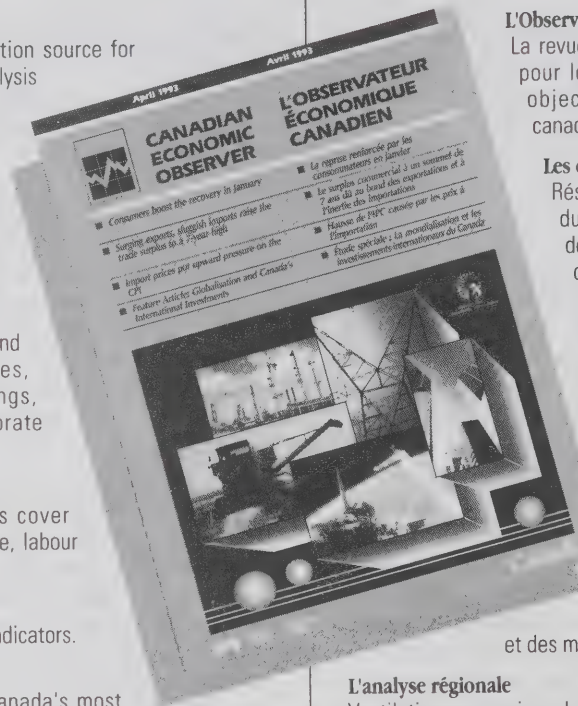 tion source for
lysis
nd
es,
ngs,
orate
s cover
e, labour
dicators.
anada's most
April 1993
Avril 1993
CANADIAN
ECONOMIC
OBSERVER
L'OBSERVATEUR
ÉCONOMIQUE
CANADIEN
■ Consumers boost the recovery in January
■ Surging exports, sluggish imports raise the
trade surplus to a 7-year high
■ Import prices put upward pressure on the
CPI
■ Feature Article: Globalisation and Canada's
International Investments
■ La reprise renforcée par les
consommateurs en janvier
■ Le surplus commercial à un sommet de
7 ans dû au bond des exportations et à
l'inertie des importations
■ Hausse de l'IPC causée par les prix à
l'importation
■ Étude spéciale : La mondialisation et les
investissements internationaux du Canada
L'Observ
La revue
pour le
objec
canad
Les
Rés
du
de
et des m
L'analyse régionale